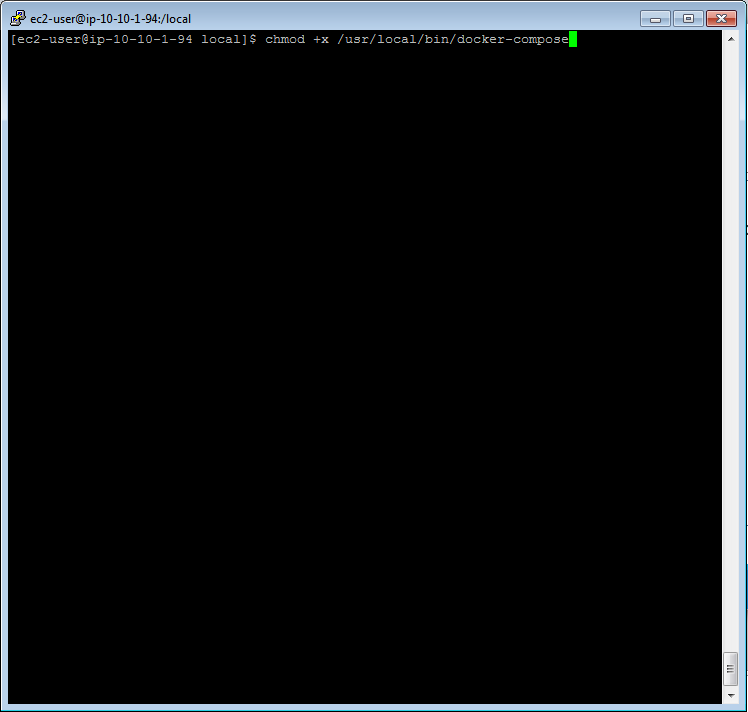 ec2-user@ip-10-10-1-94:/local
[ec2-user@ip-10-10-1-94 local]$ chmod +x /usr/local/bin/docker-compose